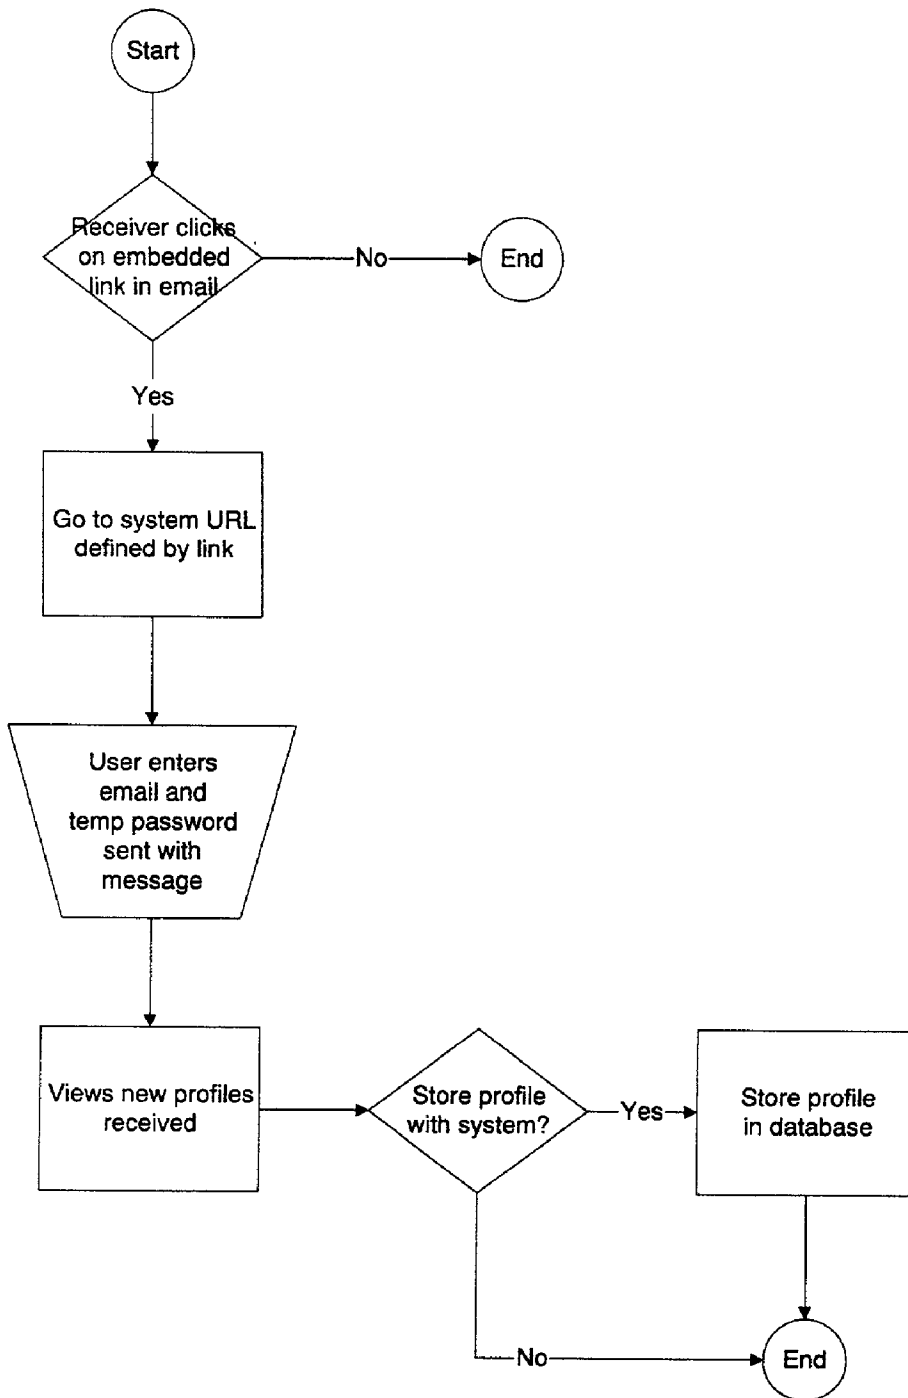 Start
Receiver clicks
on embedded
link in email
No
End
Yes
Go to system URL
defined by link
User enters
email and
temp password
sent with
message
Views new profiles
received
Store profile
with system?
Yes
Store profile
in database
No
End